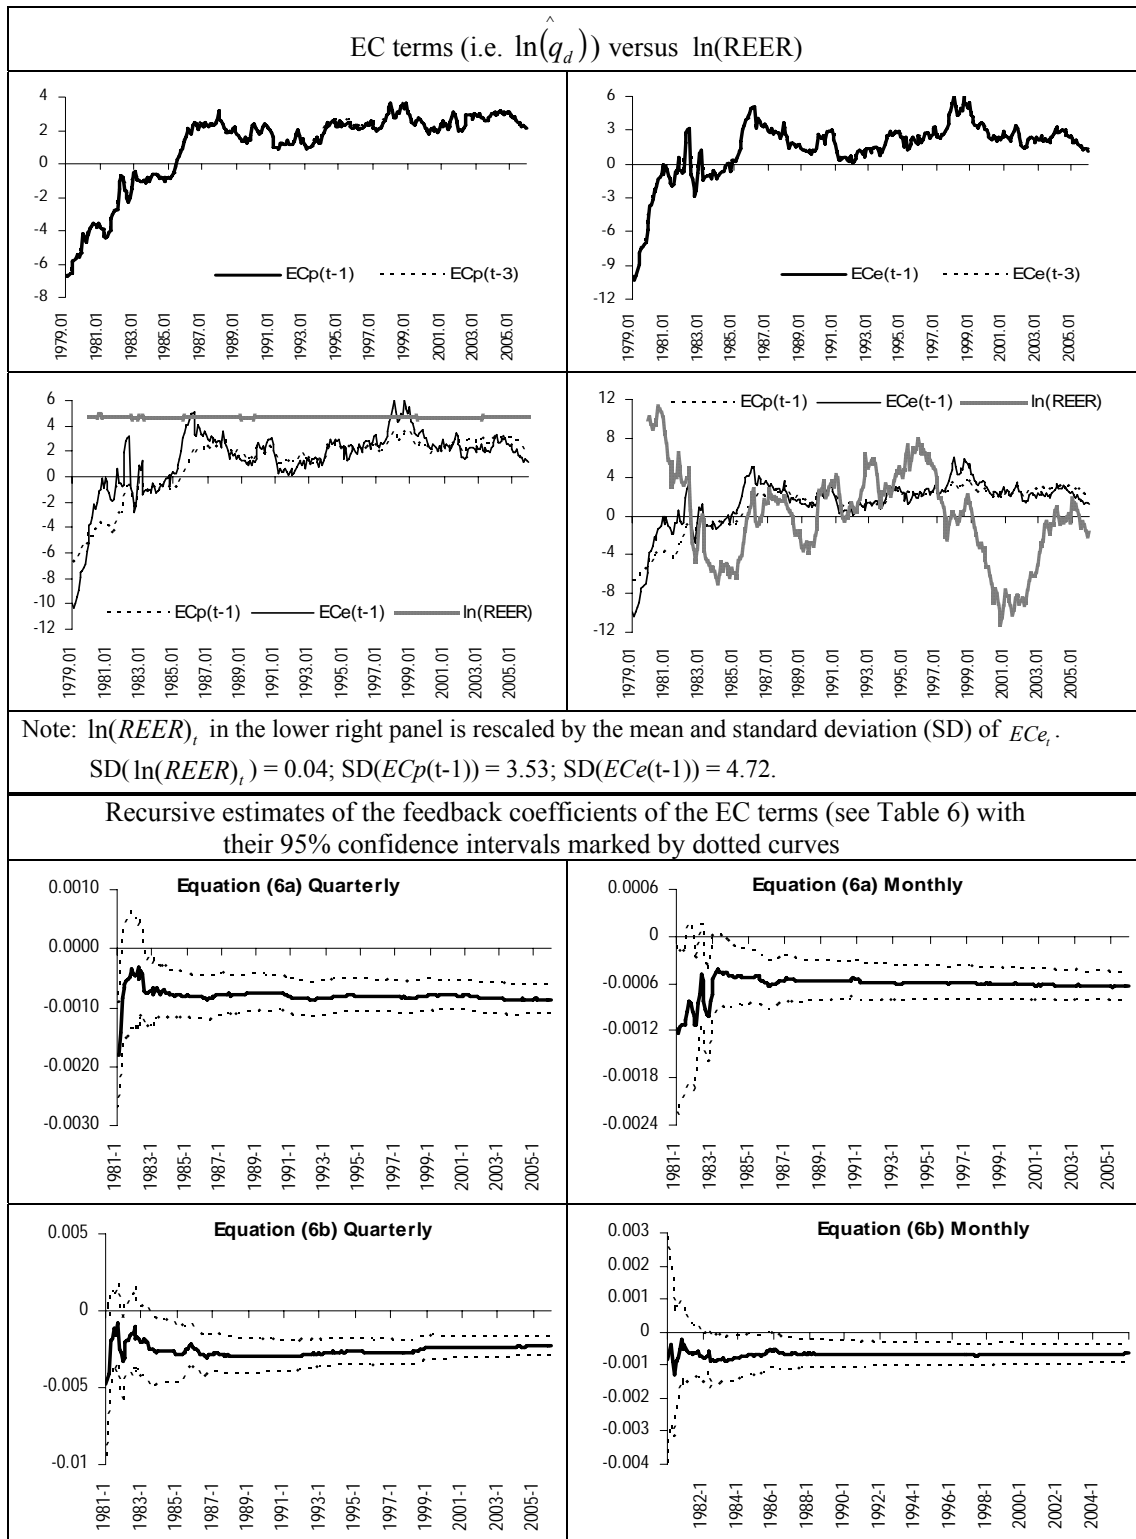 EC terms (i.e. ln(q̂_d)) versus ln(REER)
4
2
0
-2
-4
-6
-8
ECp(t-1) ECp(t-3)
1979.01 1981.01 1983.01 1985.01 1987.01 1989.01 1991.01 1993.01 1995.01 1997.01 1999.01 2001.01 2003.01 2005.01
6
3
0
-3
-6
-9
-12
ECe(t-1) ECe(t-3)
1979.01 1981.01 1983.01 1985.01 1987.01 1989.01 1991.01 1993.01 1995.01 1997.01 1999.01 2001.01 2003.01 2005.01
6
4
2
0
-2
-4
-6
-8
-10
-12
ECp(t-1) ECe(t-1) ln(REER)
1979.01 1981.01 1983.01 1985.01 1987.01 1989.01 1991.01 1993.01 1995.01 1997.01 1999.01 2001.01 2003.01 2005.01
12
8
4
0
-4
-8
-12
ECp(t-1) ECe(t-1) ln(REER)
1979.01 1981.01 1983.01 1985.01 1987.01 1989.01 1991.01 1993.01 1995.01 1997.01 1999.01 2001.01 2003.01 2005.01
Note: ln(REER)_t in the lower right panel is rescaled by the mean and standard deviation (SD) of ECe_t.
SD(ln(REER)_t) = 0.04; SD(ECp(t-1)) = 3.53; SD(ECe(t-1)) = 4.72.
Recursive estimates of the feedback coefficients of the EC terms (see Table 6) with
their 95% confidence intervals marked by dotted curves
Equation (6a) Quarterly
0.0010
0.0000
-0.0010
-0.0020
-0.0030
1981-1 1983-1 1985-1 1987-1 1989-1 1991-1 1993-1 1995-1 1997-1 1999-1 2001-1 2003-1 2005-1
Equation (6a) Monthly
0.0006
0
-0.0006
-0.0012
-0.0018
-0.0024
1981-1 1983-1 1985-1 1987-1 1989-1 1991-1 1993-1 1995-1 1997-1 1999-1 2001-1 2003-1 2005-1
Equation (6b) Quarterly
0.005
0
-0.005
-0.01
1981-1 1983-1 1985-1 1987-1 1989-1 1991-1 1993-1 1995-1 1997-1 1999-1 2001-1 2003-1 2005-1
Equation (6b) Monthly
0.003
0.002
0.001
0
-0.001
-0.002
-0.003
-0.004
1982-1 1984-1 1986-1 1988-1 1990-1 1992-1 1994-1 1996-1 1998-1 2000-1 2002-1 2004-1